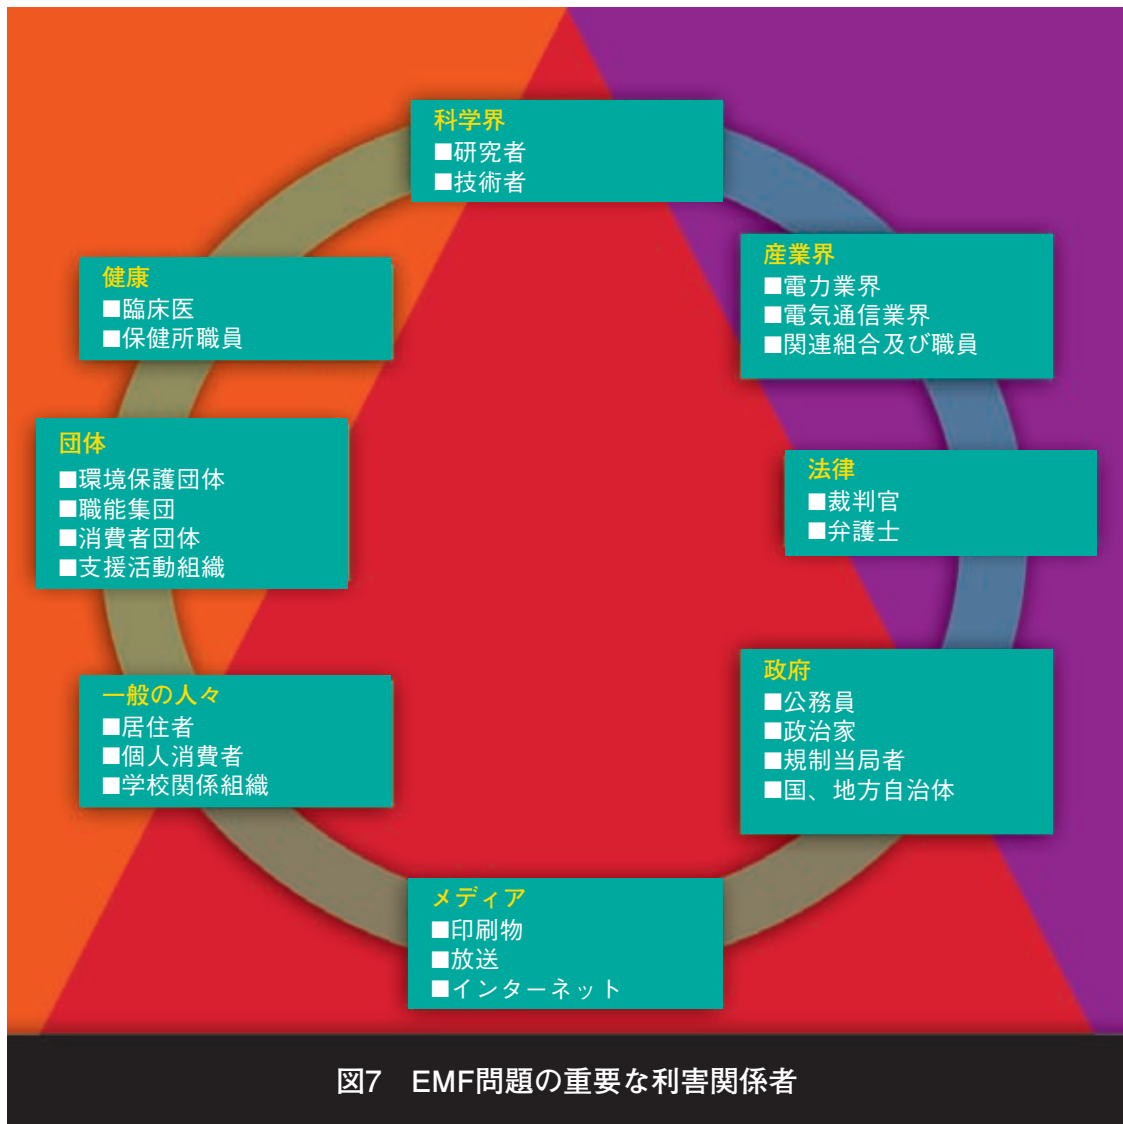 科学界
■研究者
■技術者
産業界
■電力業界
■電気通信業界
■関連組合及び職員
健康
■臨床医
■保健所職員
団体
■環境保護団体
■職能集団
■消費者団体
■支援活動組織
法律
■裁判官
■弁護士
政府
■公務員
■政治家
■規制当局者
■国、地方自治体
一般の人々
■居住者
■個人消費者
■学校関係組織
メディア
■印刷物
■放送
■インターネット
図7　EMF問題の重要な利害関係者